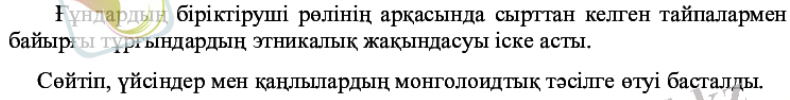 Ғұндардың біріктіруші рөлінің арқасында сырттан келген тайпалармен
байырғы тұрғындардың этникалық жақындасуы іске асты.
Сөйтіп, үйсіндер мен қаңлылардың монголоидтық тәсілге өтуі басталды.